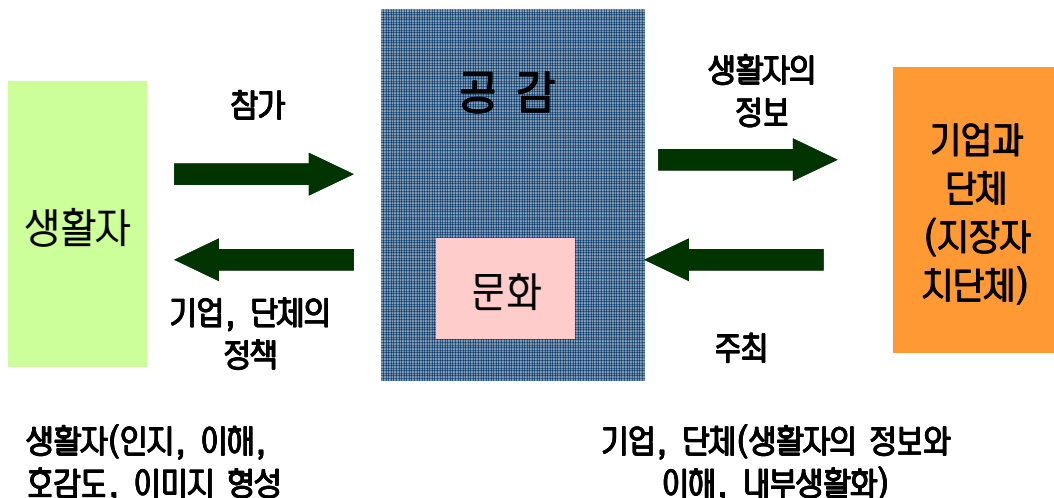 생활자
참가
기업, 단체의
정책
공 감
문화
생활자의
정보
주최
기업과
단체
(지장자
치단체)
생활자(인지, 이해,
호감도, 이미지 형성
기업, 단체(생활자의 정보와
이해, 내부생활화)